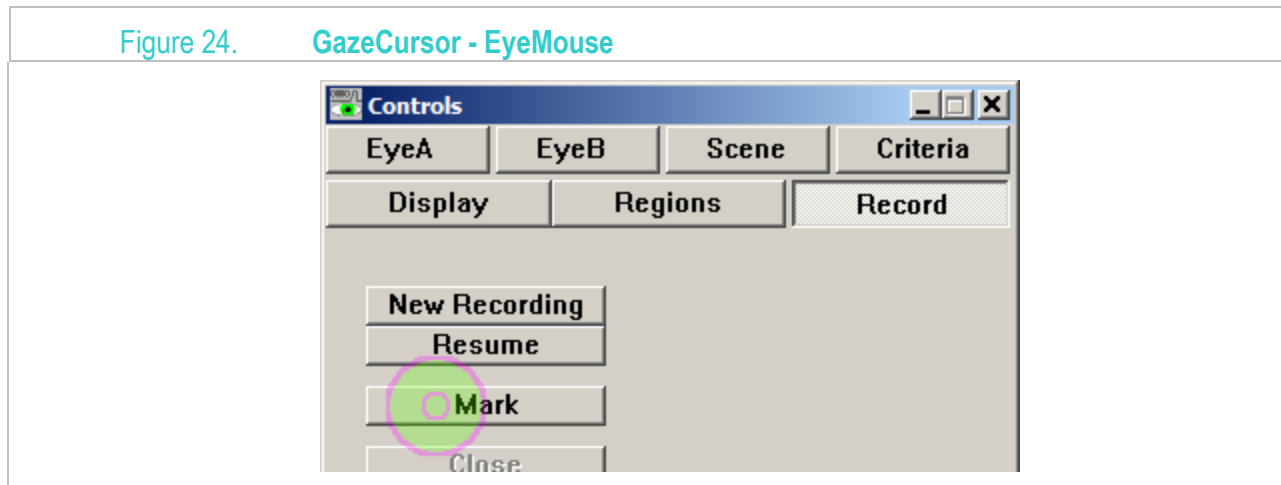 Figure 24. GazeCursor - EyeMouse
Controls
EyeA EyeB Scene Criteria
Display Regions Record
New Recording
Resume
Mark
Close